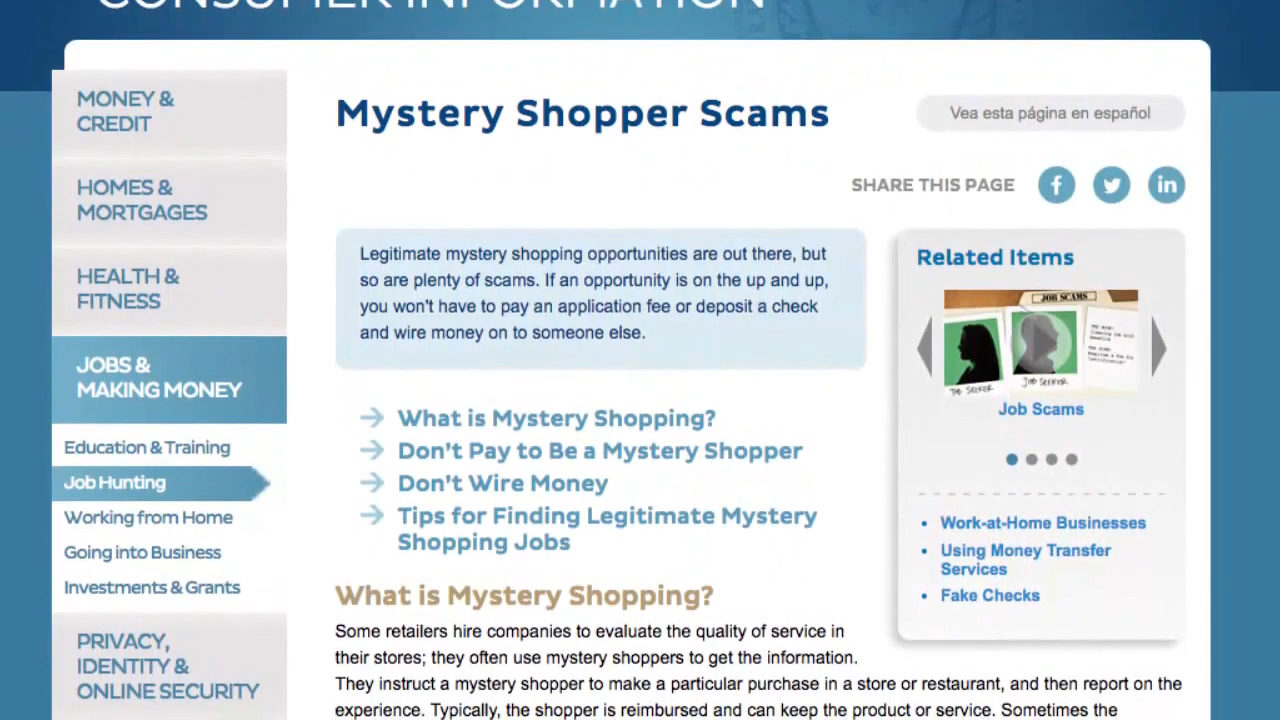 CONSUMER INFORMATION
MONEY &
CREDIT
HOMES &
MORTGAGES
HEALTH &
FITNESS
JOBS &
MAKING MONEY
Education & Training
Job Hunting
Working from Home
Going into Business
Investments & Grants
PRIVACY,
IDENTITY &
ONLINE SECURITY
Mystery Shopper Scams
Vea esta página en español
SHARE THIS PAGE
Legitimate mystery shopping opportunities are out there, but
so are plenty of scams. If an opportunity is on the up and up,
you won't have to pay an application fee or deposit a check
and wire money on to someone else.
What is Mystery Shopping?
Don't Pay to Be a Mystery Shopper
Don't Wire Money
Tips for Finding Legitimate Mystery
Shopping Jobs
What is Mystery Shopping?
Some retailers hire companies to evaluate the quality of service in
their stores; they often use mystery shoppers to get the information.
They instruct a mystery shopper to make a particular purchase in a store or restaurant, and then report on the
experience. Typically, the shopper is reimbursed and can keep the product or service. Sometimes the
Related Items
JOB SCAMS
JOB SEEKER
JOB SEEKER
Job Scams
Work-at-Home Businesses
Using Money Transfer
Services
Fake Checks